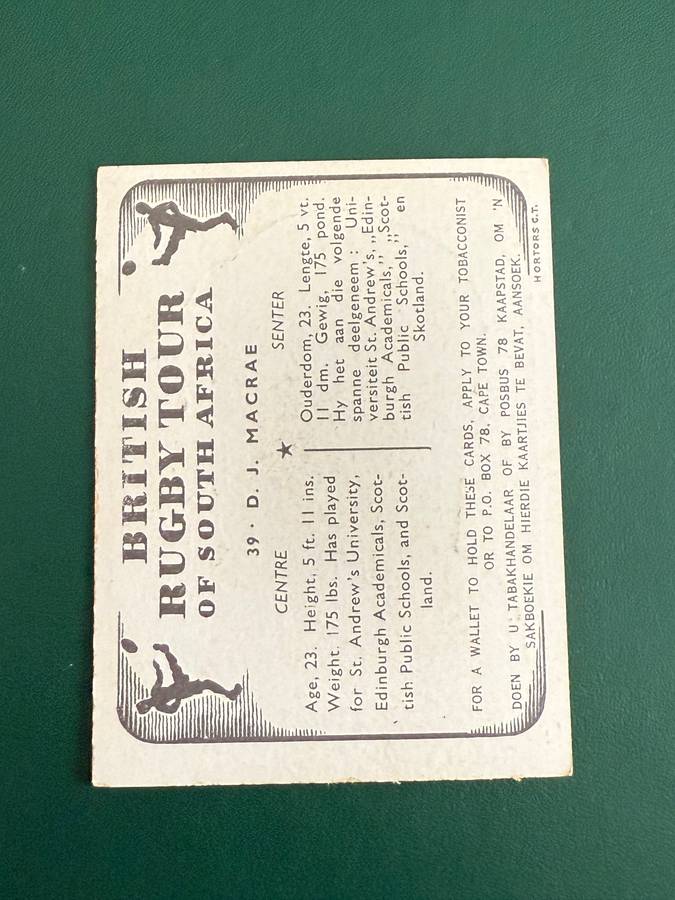 BRITISH
RUGBY TOUR
OF SOUTH AFRICA
39 · D. J. MACRAE
CENTRE
Age, 23. Height, 5 ft. 11 ins.
Weight. 175 lbs. Has played
for St. Andrew's University,
Edinburgh Academicals, Scot-
tish Public Schools, and Scot-
land.
SENTER
Ouderdom, 23. Lengte, 5 vt.
11 dm. Gewig, 175 pond.
Hy het aan die volgende
spanne deelgeneem : Uni-
versiteit St. Andrew's, ,,Edin-
burgh Academicals,'' ,,Scot-
tish Public Schools,'' en
Skotland.
FOR A WALLET TO HOLD THESE CARDS, APPLY TO YOUR TOBACCONIST
OR TO P.O. BOX 78. CAPE TOWN.
DOEN BY U TABAKHANDELAAR OF BY POSBUS 78 KAAPSTAD, OM 'N
SAKBOEKIE OM HIERDIE KAARTJIES TE BEVAT, AANSOEK.
HORTORS C.T.